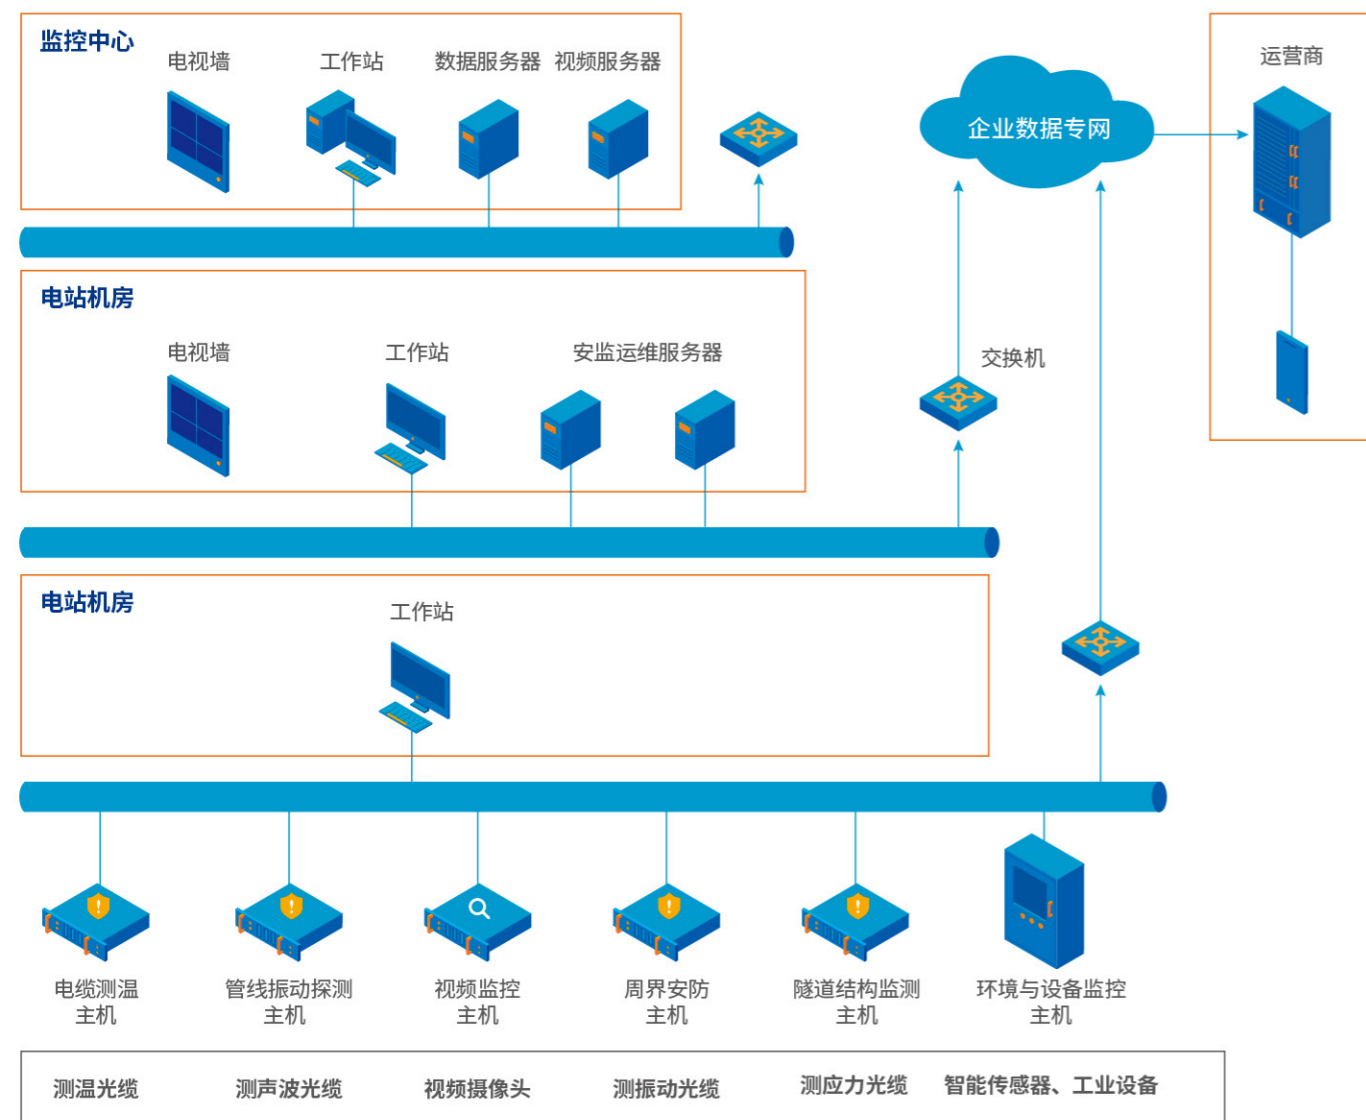 监控中心
电视墙
工作站
数据服务器
视频服务器
企业数据专网
运营商
电站机房
电视墙
工作站
安监运维服务器
交换机
电站机房
工作站
电缆测温
主机
管线振动探测
主机
视频监控
主机
周界安防
主机
隧道结构监测
主机
环境与设备监控
主机
测温光缆
测声波光缆
视频摄像头
测振动光缆
测应力光缆
智能传感器、工业设备